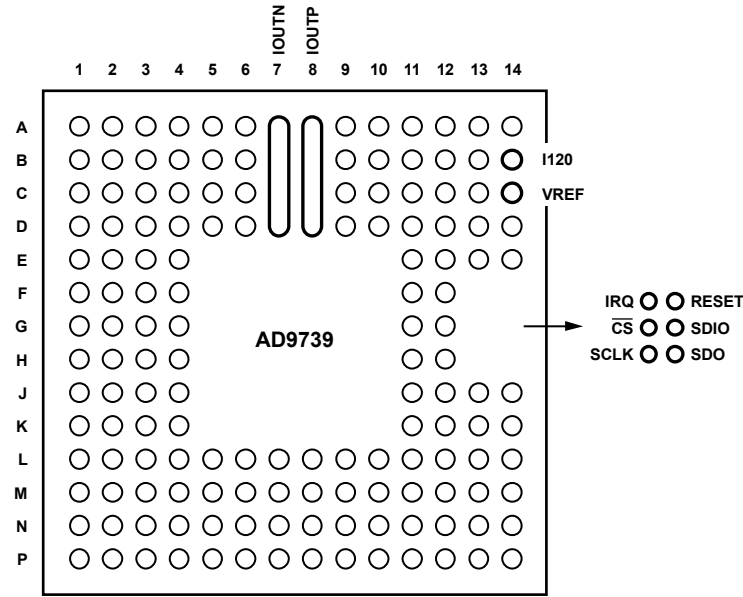 IOUTN
IOUTP
1 2 3 4 5 6 7 8 9 10 11 12 13 14
A
B I120
C VREF
D
E
F
IRQ RESET
G AD9739 CS SDIO
H SCLK SDO
J
K
L
M
N
P